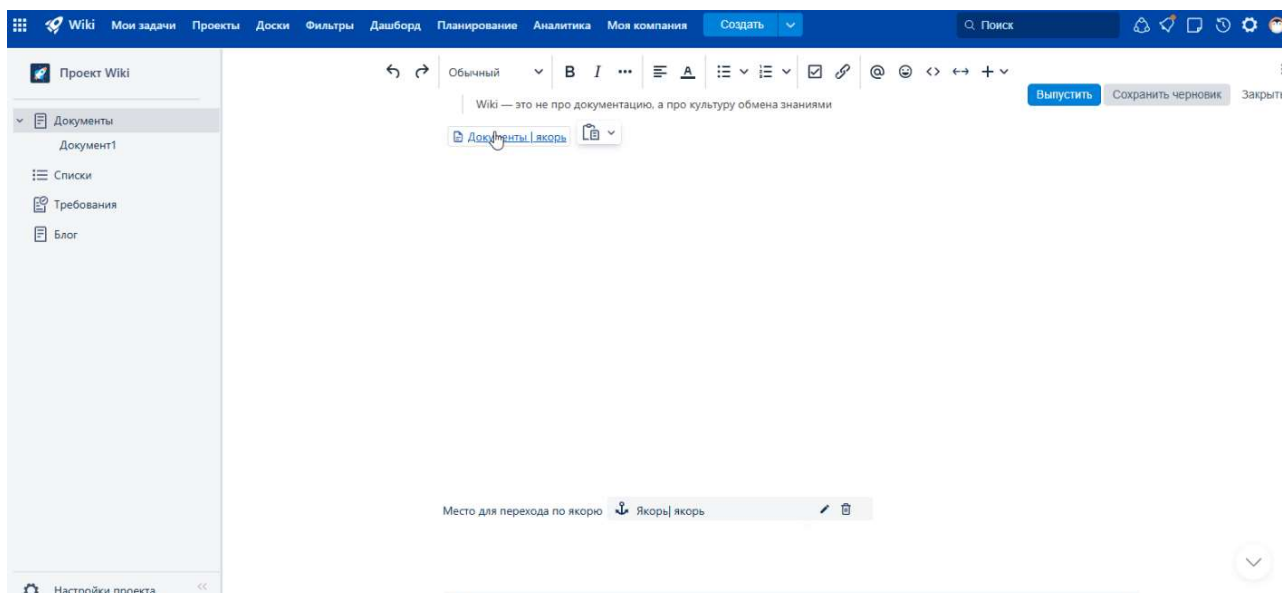 Wiki Мои задачи Проекты Доски Фильтры Дашборд Планирование Аналитика Моя компания Создать Поиск
Проект Wiki
Обычный B I ... A @ <>
Wiki — это не про документацию, а про культуру обмена знаниями
Выпустить Сохранить черновик
Документы
Документы | якорь
Документ1
Списки
Требования
Блог
Место для перехода по якорю Якорь| якорь
Настройки проекта